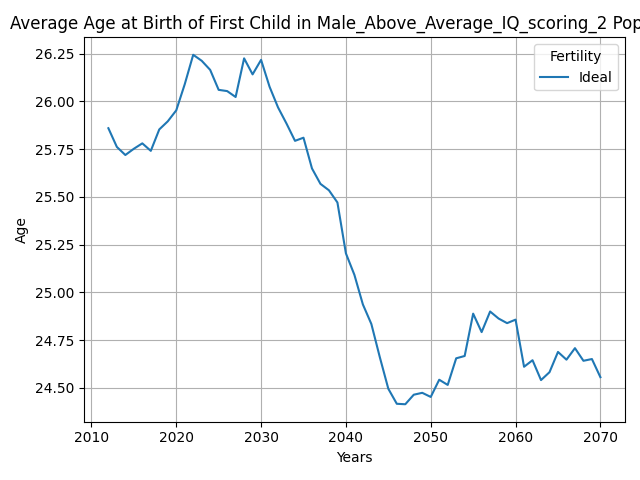 Average Age at Birth of First Child in Male_Above_Average_IQ_scoring_2 Pop
Fertility
Ideal
26.25
26.00
25.75
25.50
25.25
25.00
24.75
24.50
Age
2010 2020 2030 2040 2050 2060 2070
Years